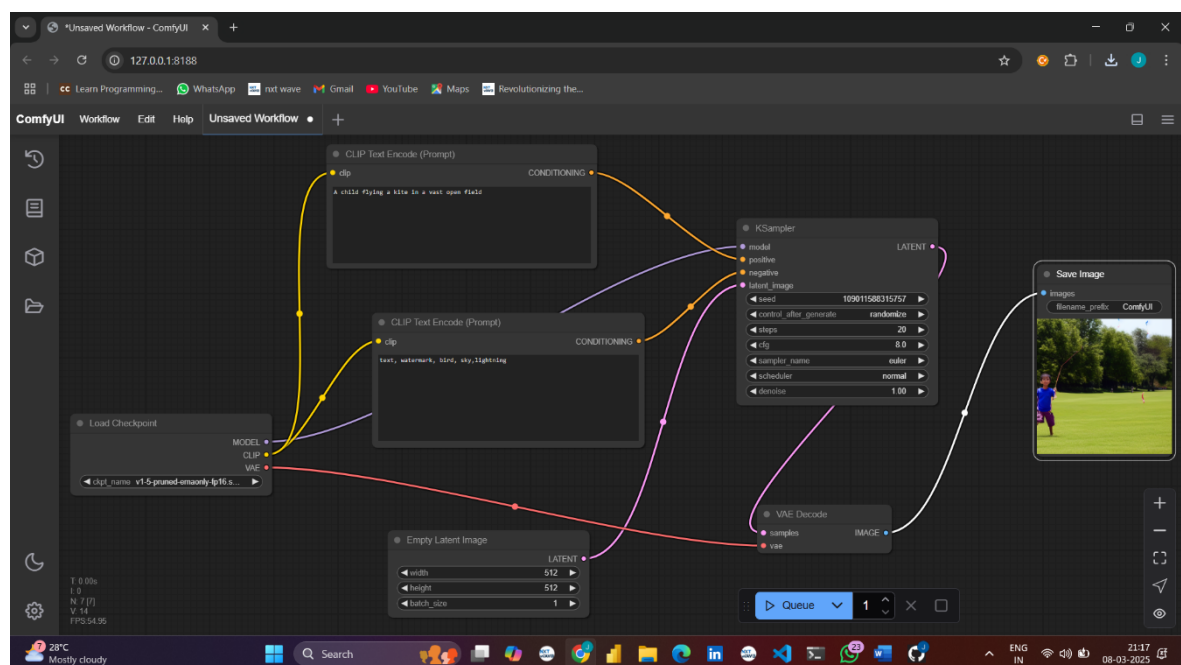 *Unsaved Workflow - ComfyUI
127.0.0.1:8188
Learn Programming...
WhatsApp
nxt wave
Gmail
YouTube
Maps
Revolutionizing the...
ComfyUI Workflow Edit Help Unsaved Workflow
CLIP Text Encode (Prompt)
clip CONDITIONING
A child flying a kite in a vast open field
KSampler
model LATENT
positive
negative
latent_image
seed 109011588315757
control_after_generate randomize
steps 20
cfg 8.0
sampler_name euler
scheduler normal
denoise 1.00
Save Image
images
filename_prefix ComfyUI
CLIP Text Encode (Prompt)
clip CONDITIONING
text, watermark, bird, sky,lightning
Load Checkpoint
MODEL
CLIP
VAE
ckpt_name v1-5-pruned-emaonly-fp16.s...
VAE Decode
samples IMAGE
vae
Empty Latent Image
LATENT
width 512
height 512
batch_size 1
T: 0.00s
I: 0
N: 7 [7]
V: 14
FPS:54.95
Queue 1
28°C
Mostly cloudy
Search
23
ENG
IN
21:17
08-03-2025